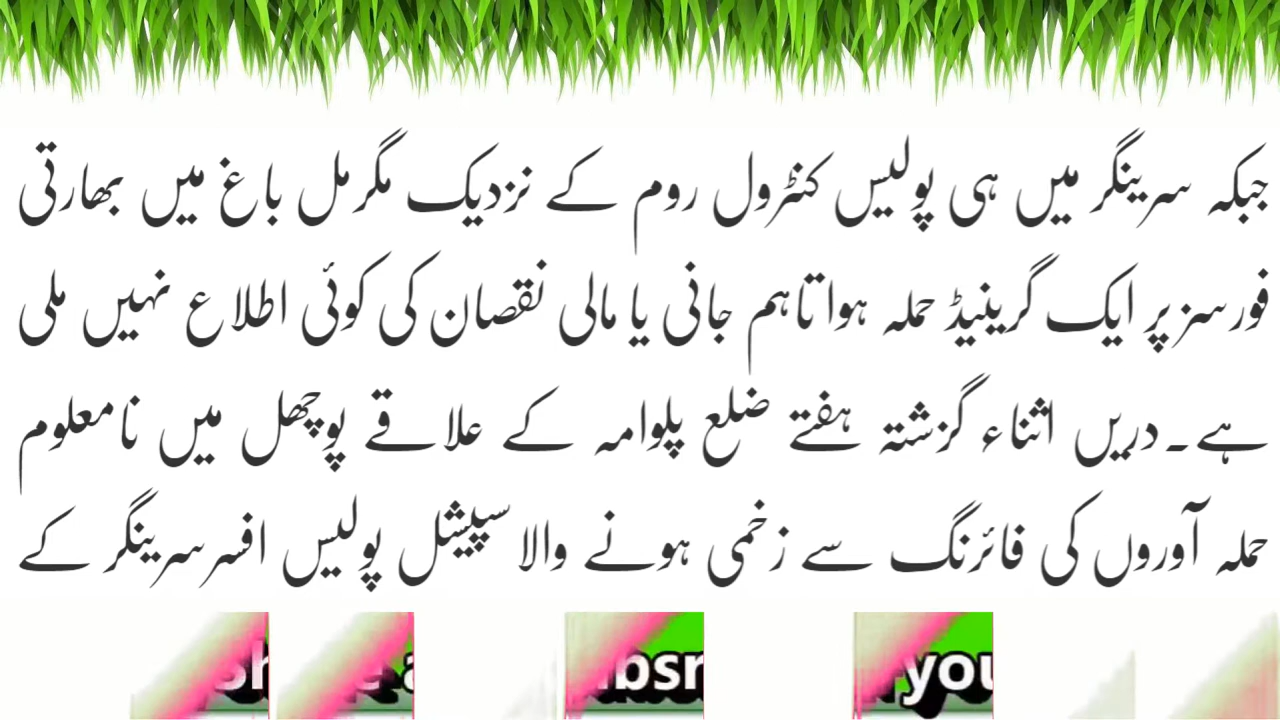 جبکہ سرینگر میں ہی پولیس کنٹرول روم کے نزدیک مگرمل باغ میں بھارتی
فورسز پر ایک گرینیڈ حملہ ہوا تاہم جانی یا مالی نقصان کی کوئی اطلاع نہیں ملی
ہے۔ دریں اثناء گزشتہ ہفتے ضلع پلوامہ کے علاقے پوچھل میں نامعلوم
حملہ آوروں کی فائرنگ سے زخمی ہونے والا سپیشل پولیس افسر سرینگر کے